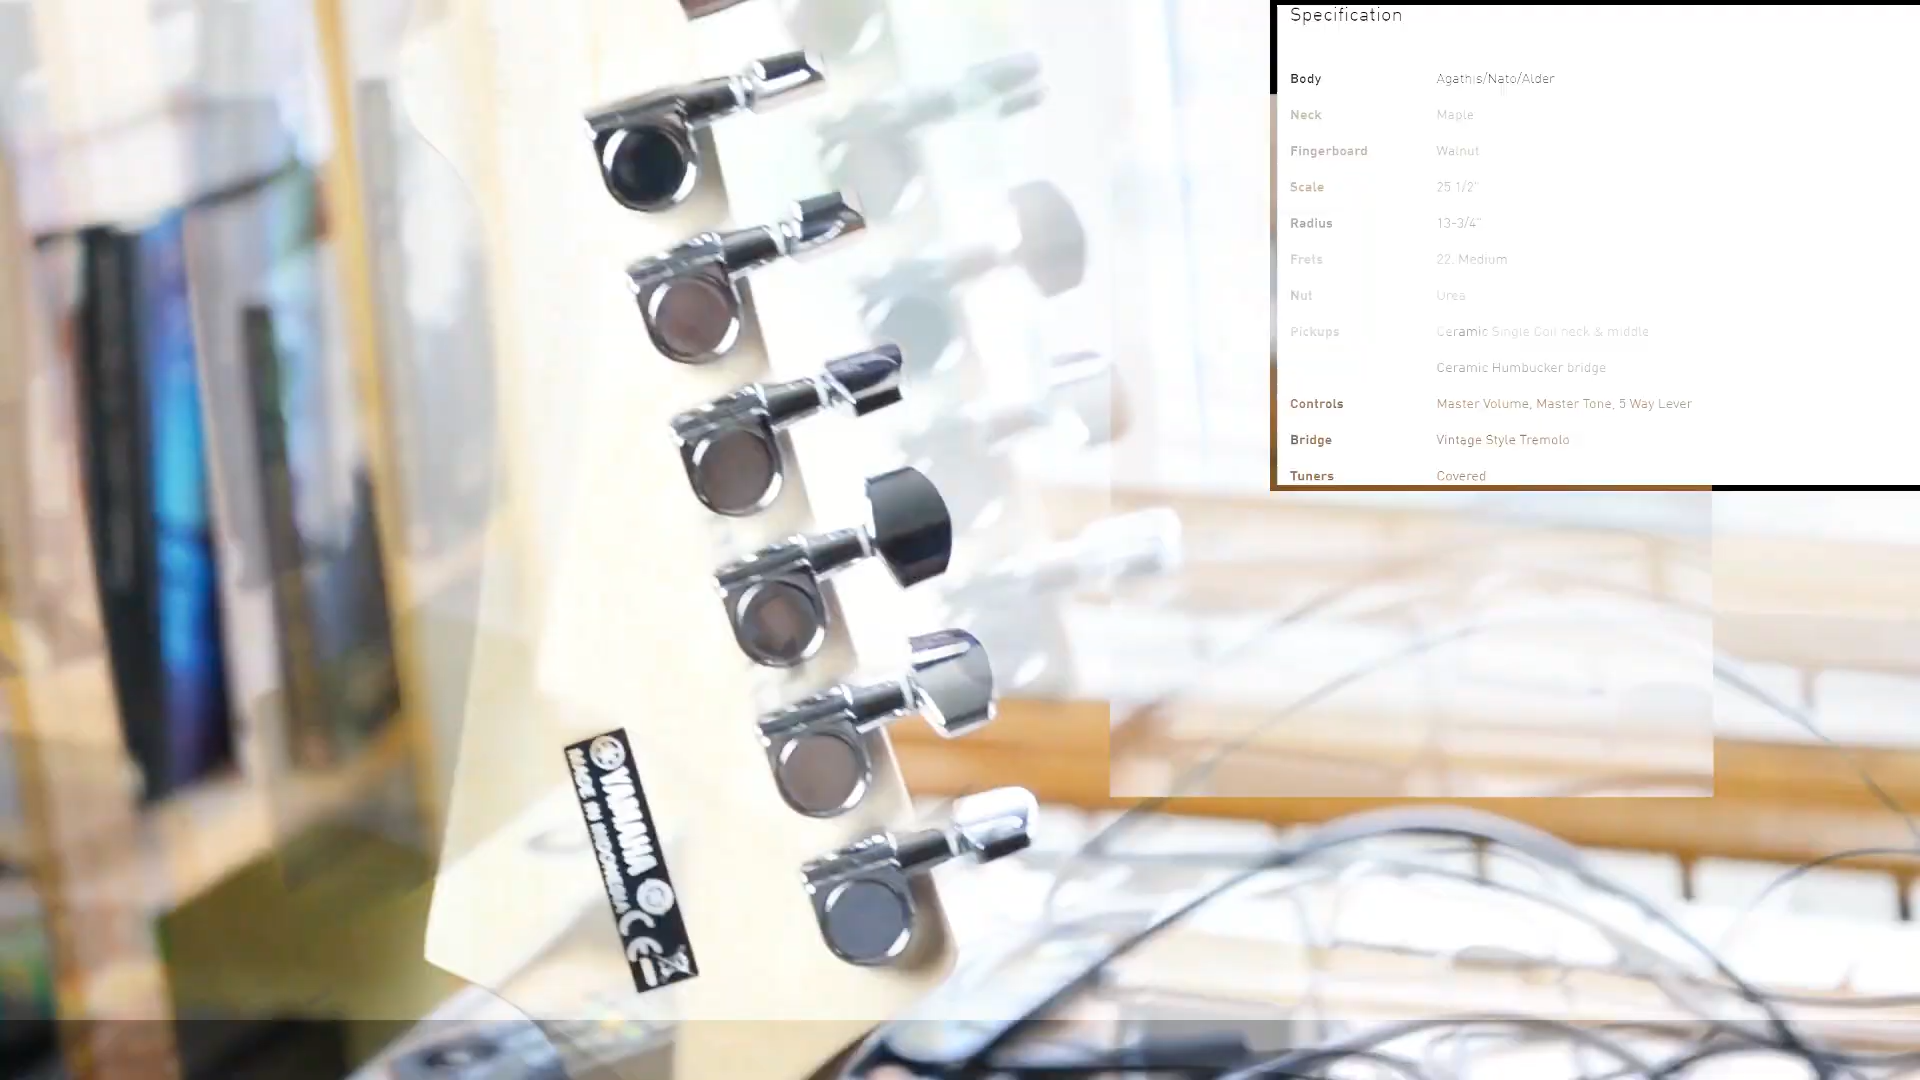 Specification
Body Agathis/Nato/Alder
Neck Maple
Fingerboard Walnut
Scale 25 1/2"
Radius 13-3/4"
Frets 22, Medium
Nut Urea
Pickups Ceramic Single Coil neck & middle
Ceramic Humbucker bridge
Controls Master Volume, Master Tone, 5 Way Lever
Bridge Vintage Style Tremolo
Tuners Covered
YAMAHA
MADE IN INDONESIA
CE